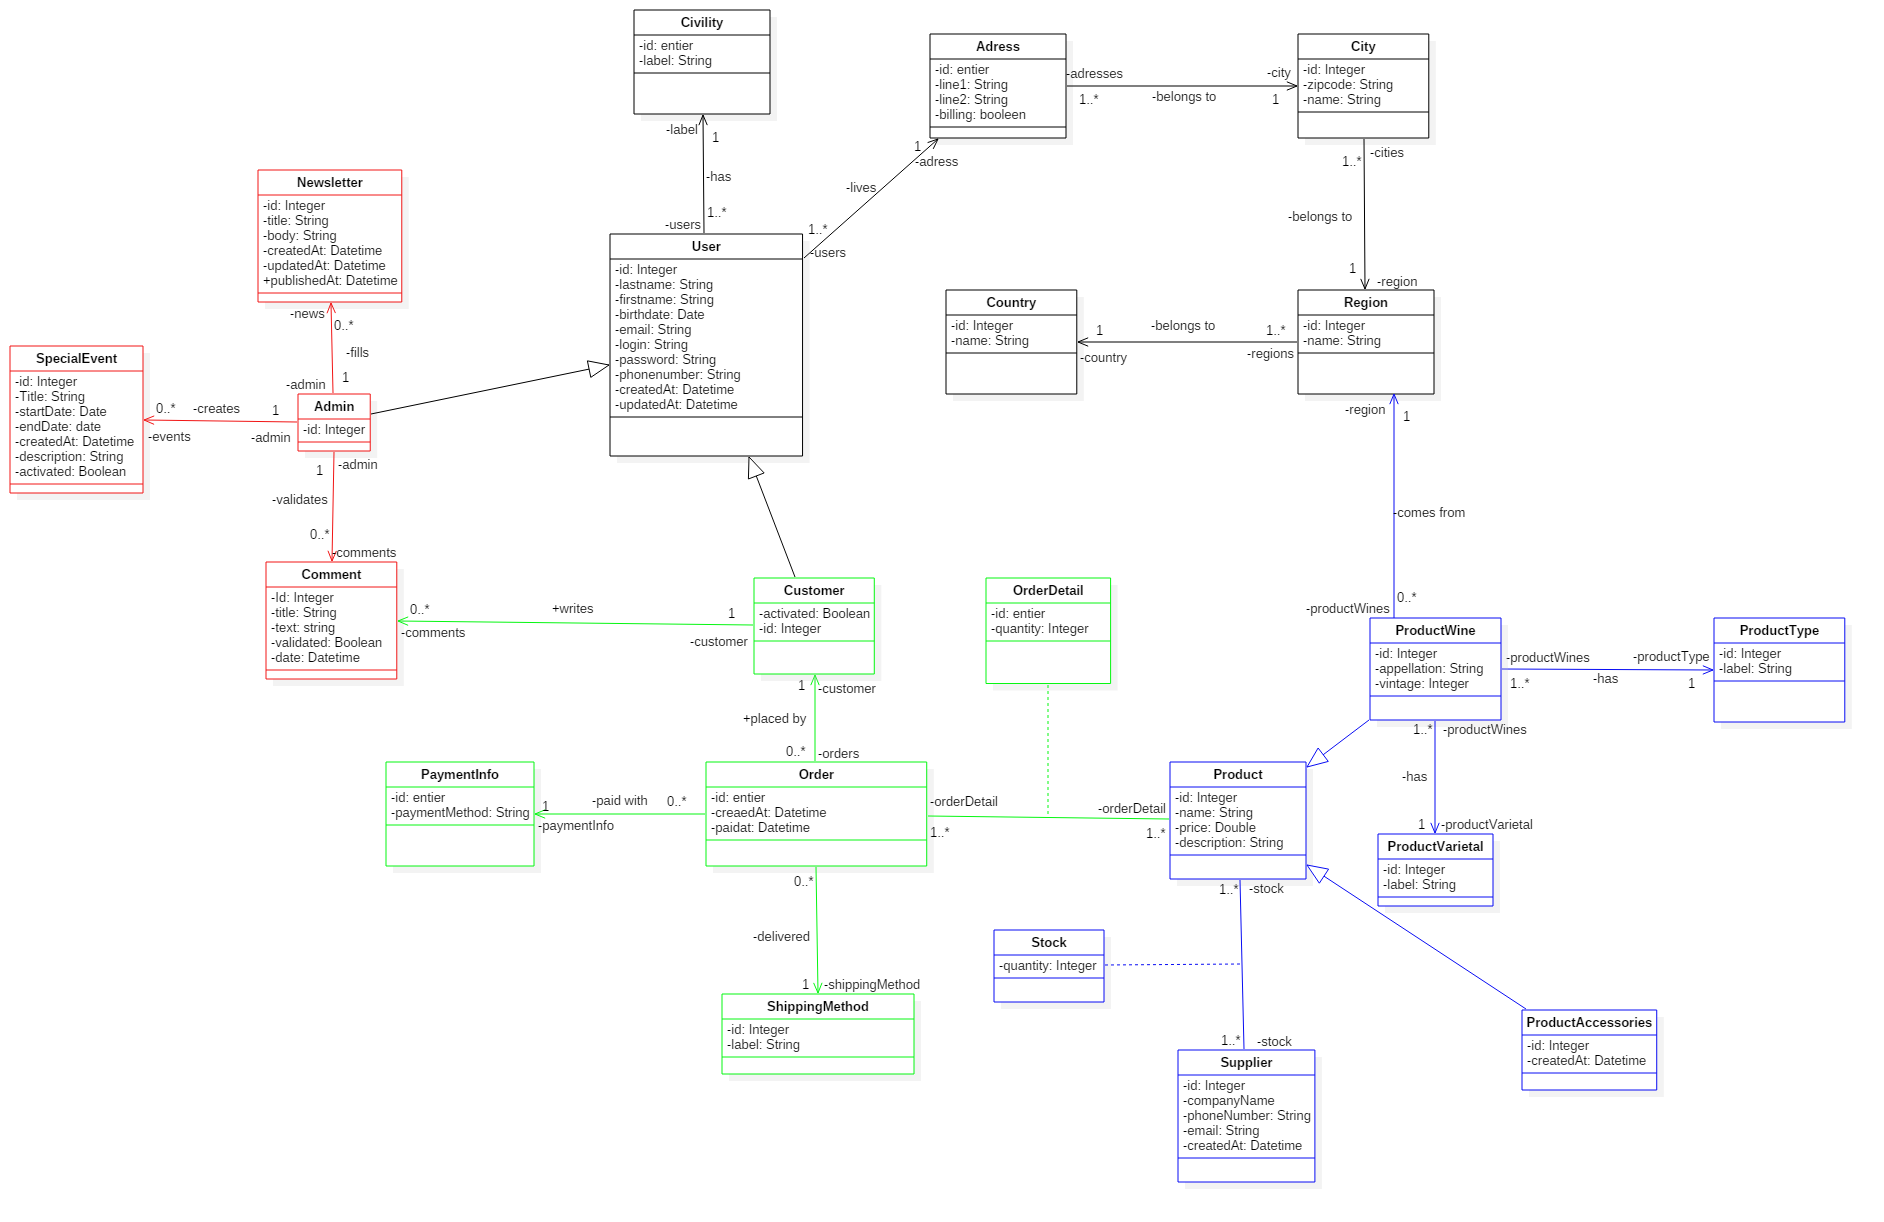 Civility
-id: entier
-label: String
Adress
-id: entier
-line1: String
-line2: String
-billing: booleen
City
-id: Integer
-zipcode: String
-name: String
-adresses
1..*
-belongs to
-city
1
-label
1
-has
1..*
-users
1
-adress
-lives
1..*
-users
1..*
-cities
-belongs to
1
-region
Newsletter
-id: Integer
-title: String
-body: String
-createdAt: Datetime
-updatedAt: Datetime
+publishedAt: Datetime
User
-id: Integer
-lastname: String
-firstname: String
-birthdate: Date
-email: String
-login: String
-password: String
-phonenumber: String
-createdAt: Datetime
-updatedAt: Datetime
Country
-id: Integer
-name: String
1
-country
-belongs to
1..*
-regions
Region
-id: Integer
-name: String
-news
0..*
-fills
1
-admin
SpecialEvent
-id: Integer
-Title: String
-startDate: Date
-endDate: date
-createdAt: Datetime
-description: String
-activated: Boolean
0..*
-events
-creates
1
-admin
Admin
-id: Integer
1
-admin
-validates
0..*
-comments
-region
1
-comes from
0..*
-productWines
Comment
-Id: Integer
-title: String
-text: string
-validated: Boolean
-date: Datetime
0..*
-comments
+writes
1
-customer
Customer
-activated: Boolean
-id: Integer
OrderDetail
-id: entier
-quantity: Integer
ProductWine
-id: Integer
-appellation: String
-vintage: Integer
-productWines
1..*
-has
-productType
1
ProductType
-id: Integer
-label: String
1
-customer
+placed by
0..*
-orders
1..*
-productWines
-has
1
-productVarietal
PaymentInfo
-id: entier
-paymentMethod: String
1
-paymentInfo
-paid with
0..*
Order
-id: entier
-creaedAt: Datetime
-paidat: Datetime
-orderDetail
1..*
-orderDetail
1..*
Product
-id: Integer
-name: String
-price: Double
-description: String
ProductVarietal
-id: Integer
-label: String
0..*
-delivered
1
-shippingMethod
ShippingMethod
-id: Integer
-label: String
1..*
-stock
Stock
-quantity: Integer
1..*
-stock
Supplier
-id: Integer
-companyName
-phoneNumber: String
-email: String
-createdAt: Datetime
ProductAccessories
-id: Integer
-createdAt: Datetime